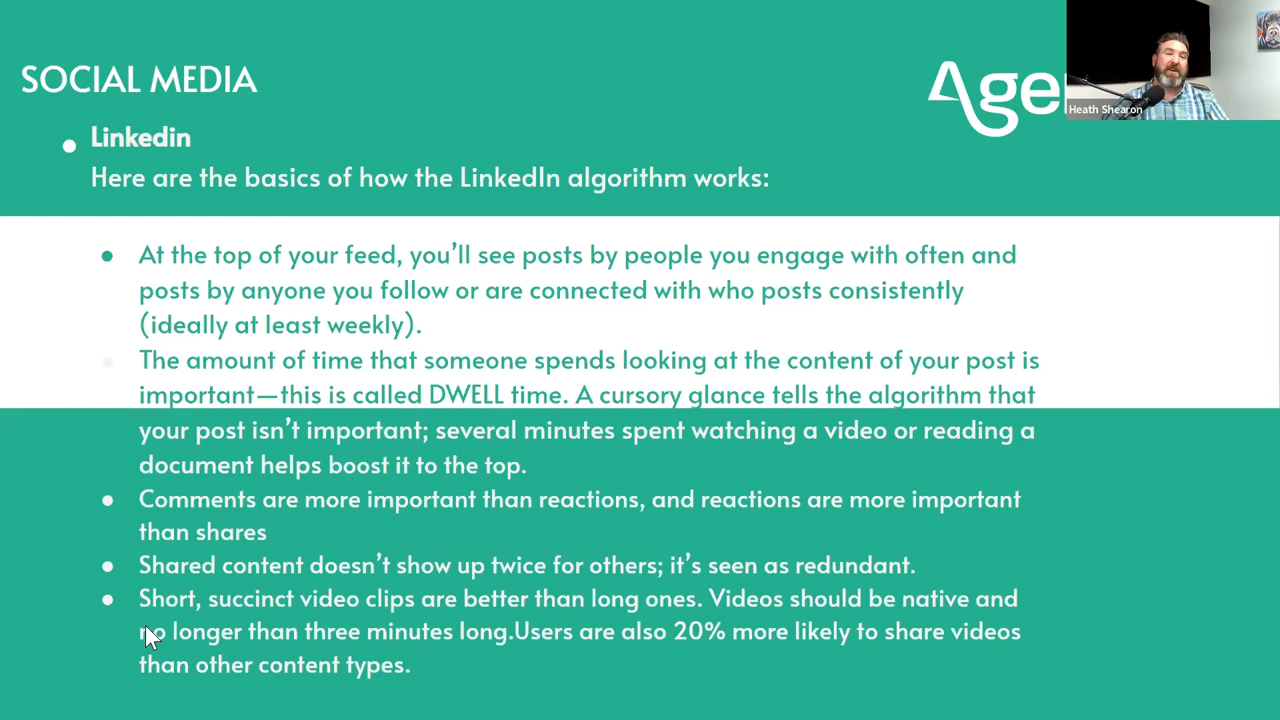 SOCIAL MEDIA
Age
Heath Shearon
Linkedin
Here are the basics of how the LinkedIn algorithm works:
At the top of your feed, you'll see posts by people you engage with often and
posts by anyone you follow or are connected with who posts consistently
(ideally at least weekly).
The amount of time that someone spends looking at the content of your post is
important—this is called DWELL time. A cursory glance tells the algorithm that
your post isn't important; several minutes spent watching a video or reading a
document helps boost it to the top.
Comments are more important than reactions, and reactions are more important
than shares
Shared content doesn't show up twice for others; it's seen as redundant.
Short, succinct video clips are better than long ones. Videos should be native and
no longer than three minutes long.Users are also 20% more likely to share videos
than other content types.